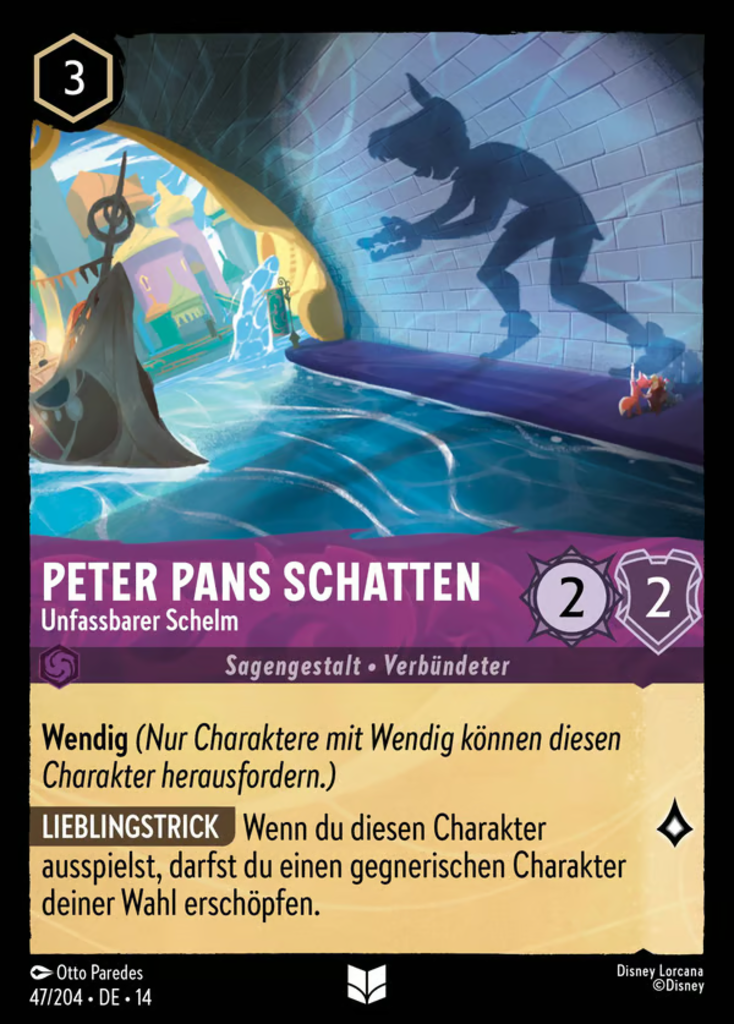 3
PETER PANS SCHATTEN
Unfassbarer Schelm
2
2
Sagengestalt • Verbündeter
Wendig (Nur Charaktere mit Wendig können diesen
Charakter herausfordern.)
LIEBLINGSTRICK Wenn du diesen Charakter
ausspielst, darfst du einen gegnerischen Charakter
deiner Wahl erschöpfen.
Otto Paredes
47/204 • DE • 14
Disney Lorcana
©Disney